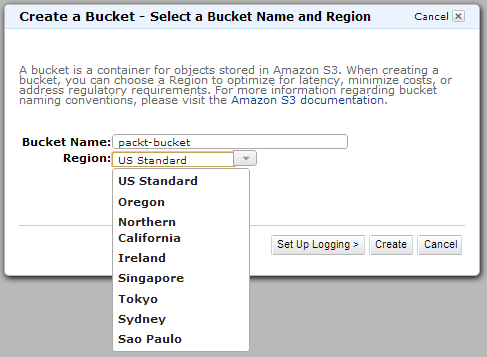 Create a Bucket - Select a Bucket Name and Region
Cancel
A bucket is a container for objects stored in Amazon S3. When creating a
bucket, you can choose a Region to optimize for latency, minimize costs, or
address regulatory requirements. For more information regarding bucket
naming conventions, please visit the Amazon S3 documentation.
Bucket Name: packt-bucket
Region: US Standard
US Standard
Oregon
Northern
California
Ireland
Singapore
Tokyo
Sydney
Sao Paulo
Set Up Logging > Create Cancel